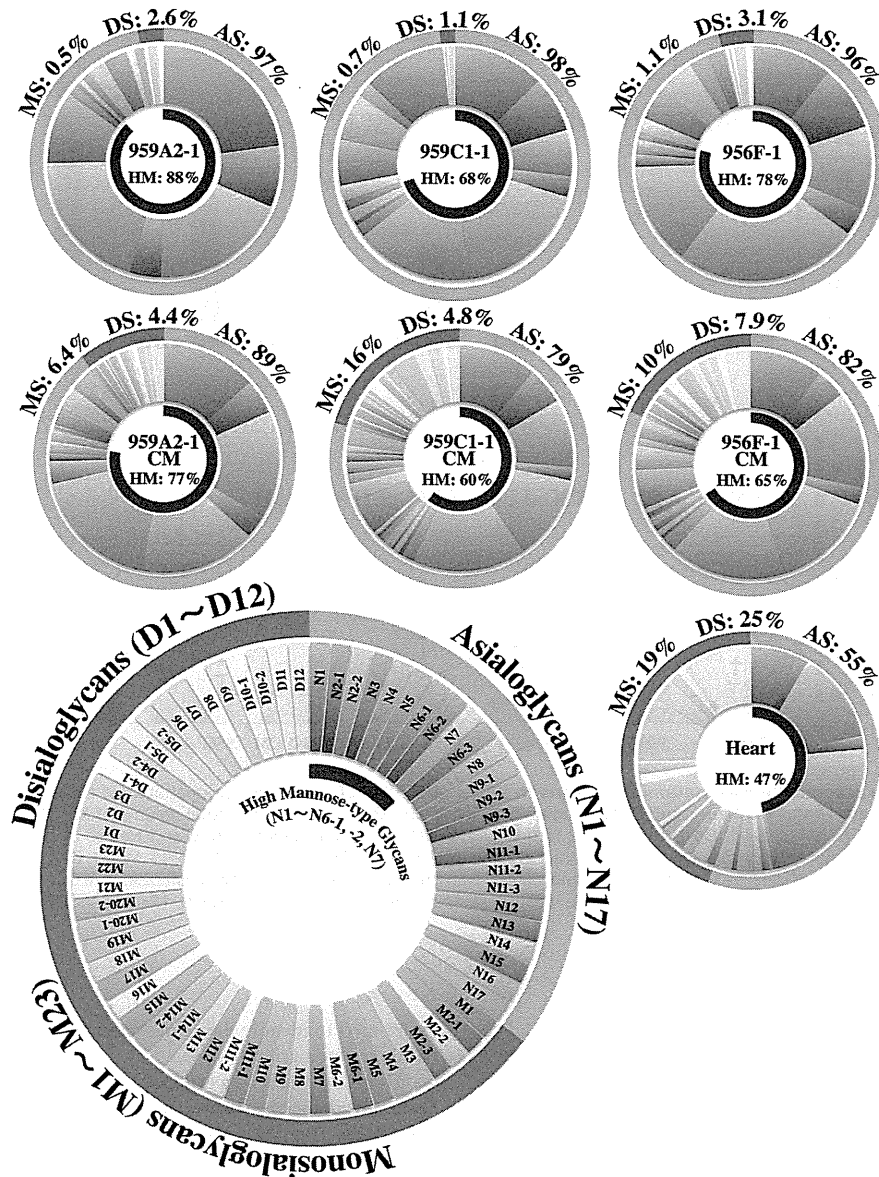 MS: 0.5%
DS: 2.6%
AS: 97%
959A2-1
HM: 88%
MS: 0.7%
DS: 1.1%
AS: 98%
959C1-1
HM: 68%
MS: 1.1%
DS: 3.1%
AS: 96%
956F-1
HM: 78%
MS: 6.4%
DS: 4.4%
AS: 89%
959A2-1
CM
HM: 77%
MS: 16%
DS: 4.8%
AS: 79%
959C1-1
CM
HM: 60%
MS: 10%
DS: 7.9%
AS: 82%
956F-1
CM
HM: 65%
MS: 19%
DS: 25%
AS: 55%
Heart
HM: 47%
Disialoglycans (D1~D12)
Asialoglycans (N1~N17)
Monosialoglycans (M1~M23)
High Mannose-type Glycans
(N1~N6-1, -2, N7)
N1
N2-1
N2-2
N3
N4
N5
N6-1
N6-2
N7
N6-3
N8
N9-1
N9-2
N9-3
N10
N11-1
N11-2
N11-3
N12
N13
N14
N15
N16
N17
M1
M2-1
M2-2
M2-3
M3
M4
M5
M6-1
M6-2
M7
M8
M9
M10
M11-1
M11-2
M12
M13
M14-1
M14-2
M15
M16
M17
M18
M19
M20-1
M20-2
M21
M22
M23
D1
D2
D3
D4-1
D4-2
D5-1
D5-2
D6
D7
D8
D9
D10-1
D10-2
D11
D12